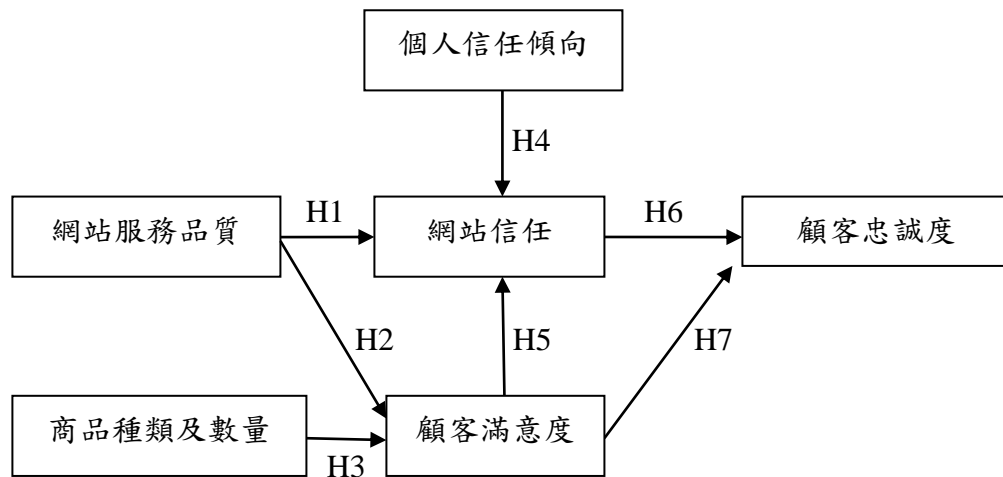 個人信任傾向
H4
網站服務品質
H1
網站信任
H6
顧客忠誠度
H2
H5
H7
商品種類及數量
H3
顧客滿意度